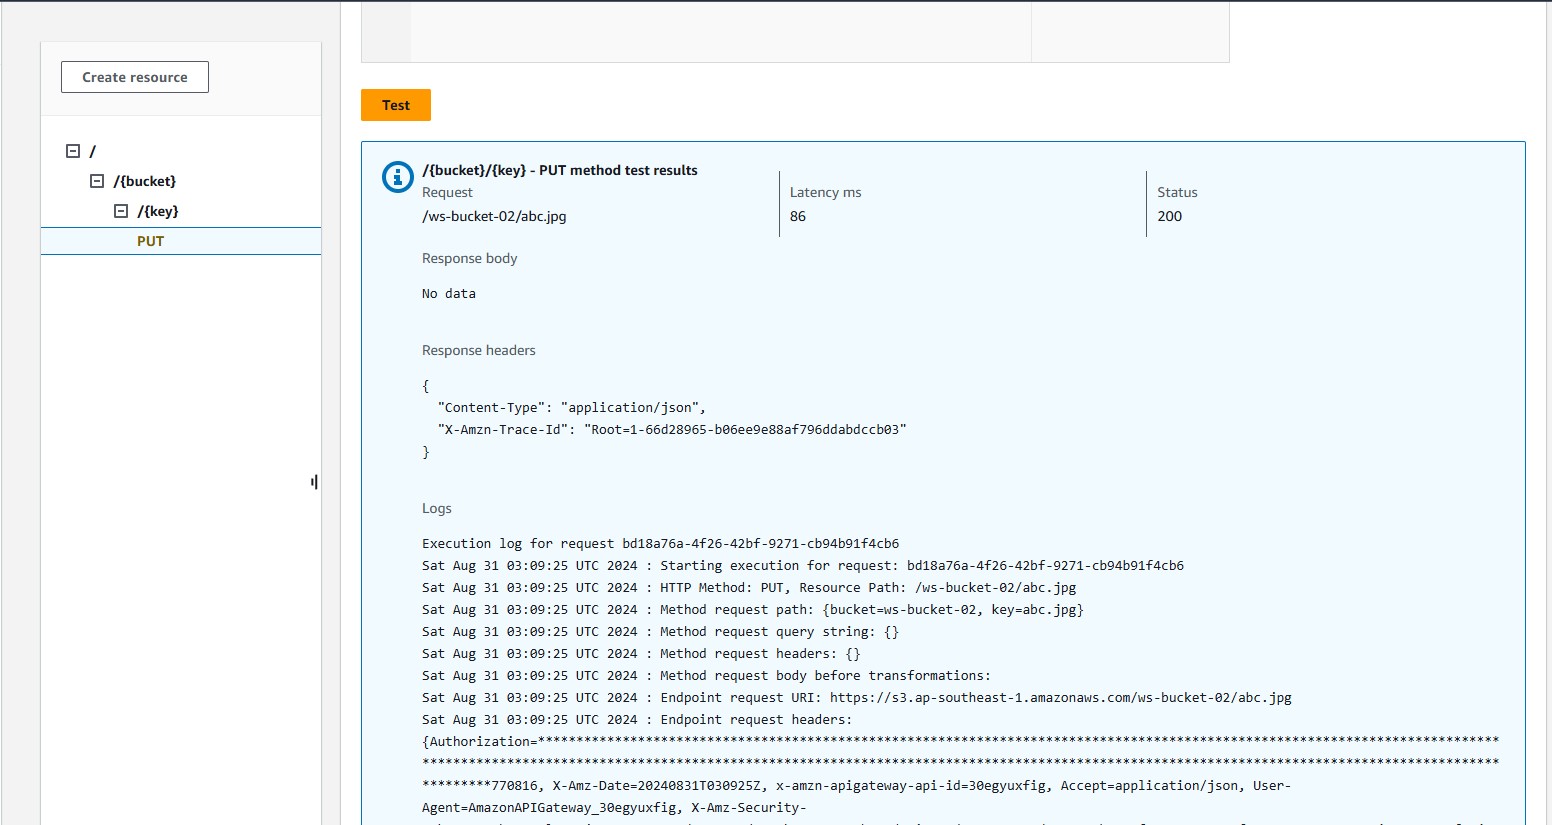 Create resource
/
/{bucket}
/{key}
PUT
Test
/{bucket}/{key} - PUT method test results
Request
/ws-bucket-02/abc.jpg
Latency ms
86
Status
200
Response body
No data
Response headers
{
"Content-Type": "application/json",
"X-Amzn-Trace-Id": "Root=1-66d28965-b06ee9e88af796ddabdccb03"
}
Logs
Execution log for request bd18a76a-4f26-42bf-9271-cb94b91f4cb6
Sat Aug 31 03:09:25 UTC 2024 : Starting execution for request: bd18a76a-4f26-42bf-9271-cb94b91f4cb6
Sat Aug 31 03:09:25 UTC 2024 : HTTP Method: PUT, Resource Path: /ws-bucket-02/abc.jpg
Sat Aug 31 03:09:25 UTC 2024 : Method request path: {bucket=ws-bucket-02, key=abc.jpg}
Sat Aug 31 03:09:25 UTC 2024 : Method request query string: {}
Sat Aug 31 03:09:25 UTC 2024 : Method request headers: {}
Sat Aug 31 03:09:25 UTC 2024 : Method request body before transformations:
Sat Aug 31 03:09:25 UTC 2024 : Endpoint request URI: https://s3.ap-southeast-1.amazonaws.com/ws-bucket-02/abc.jpg
Sat Aug 31 03:09:25 UTC 2024 : Endpoint request headers:
{Authorization=*****************************************************************************************************************************
********************************************************************************************************************************************
*********770816, X-Amz-Date=20240831T030925Z, x-amzn-apigateway-api-id=30egyuxfig, Accept=application/json, User-
Agent=AmazonAPIGateway_30egyuxfig, X-Amz-Security-